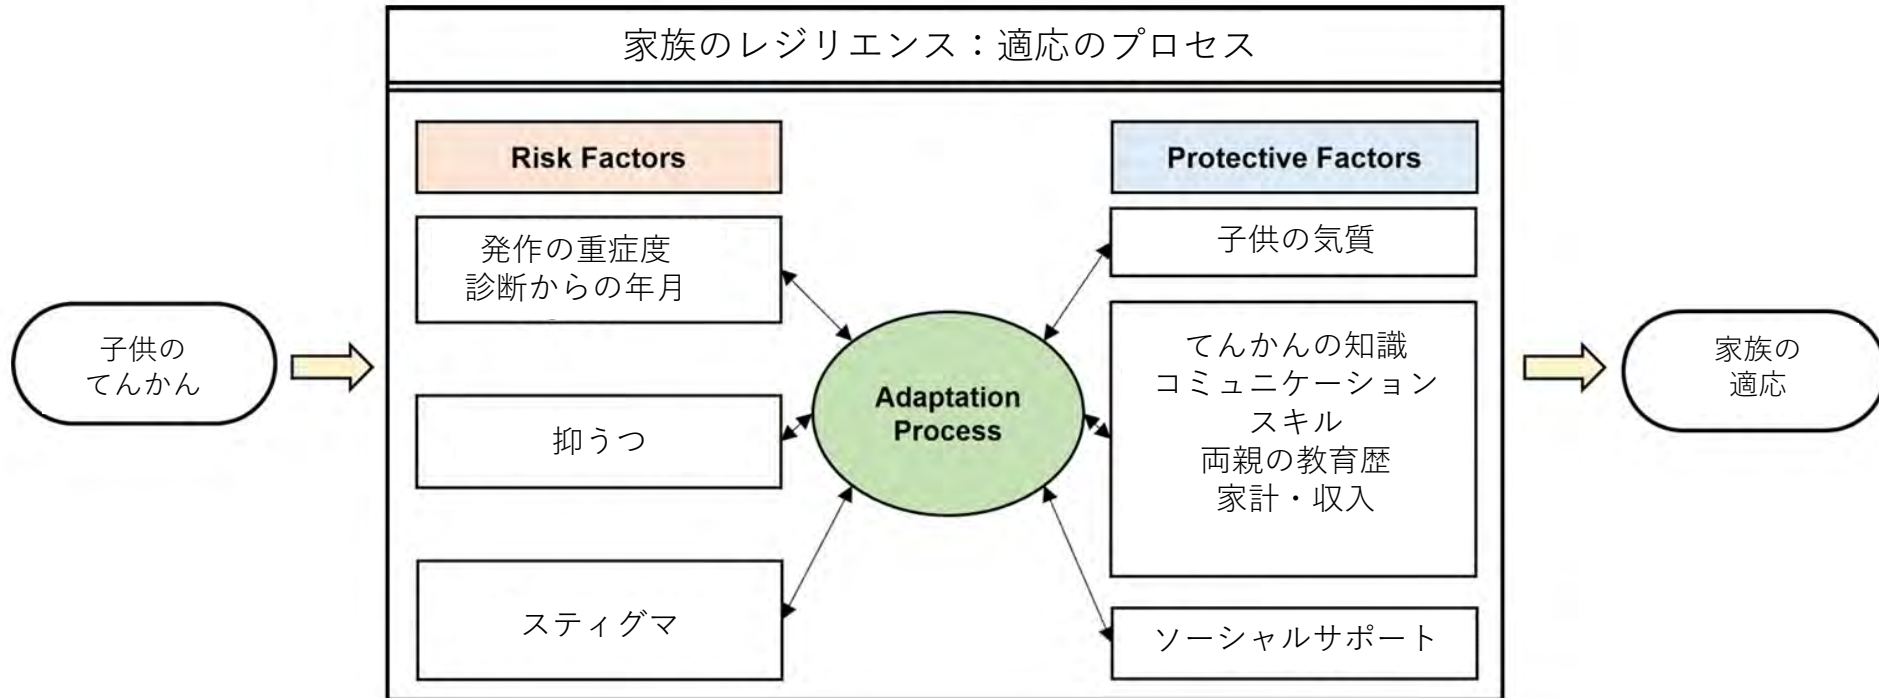 家族のレジリエンス：適応のプロセス
子供の
てんかん
Risk Factors
発作の重症度
診断からの年月
抑うつ
スティグマ
Adaptation
Process
Protective Factors
子供の気質
てんかんの知識
コミュニケーション
スキル
両親の教育歴
家計・収入
ソーシャルサポート
家族の
適応